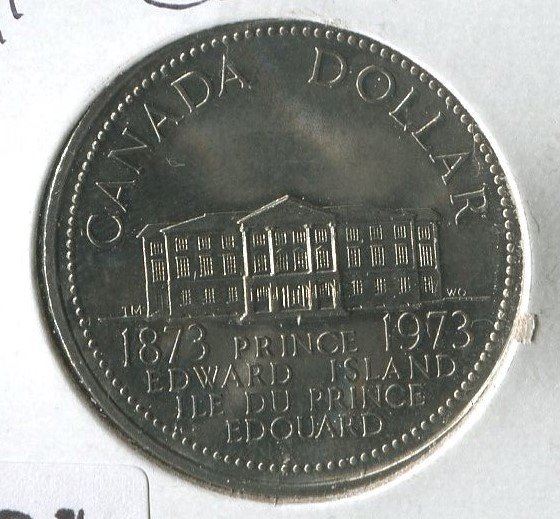 CANADA DOLLAR
TM WO
1873 PRINCE 1973
EDWARD ISLAND
ILE DU PRINCE
EDOUARD